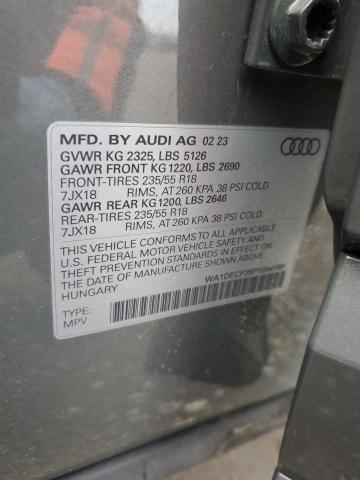 MFD. BY AUDI AG 02 23
GVWR KG 2325, LBS 5126
GAWR FRONT KG 1220, LBS 2690
FRONT-TIRES 235/55 R18
7JX18 RIMS, AT 260 KPA 38 PSI COLD
GAWR REAR KG1200, LBS 2646
REAR-TIRES 235/55 R18
7JX18 RIMS, AT 260 KPA 38 PSI COLD
THIS VEHICLE CONFORMS TO ALL APPLICABLE
U.S. FEDERAL MOTOR VEHICLE SAFETY AND
THEFT PREVENTION STANDARDS IN EFFECT ON
THE DATE OF MANUFACTURE SHOWN ABOVE.
HUNGARY
TYPE:
MPV